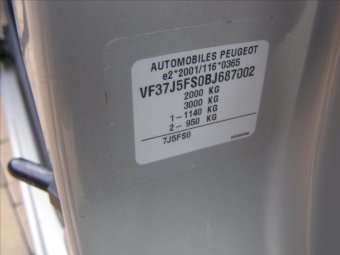 AUTOMOBILES PEUGEOT
e2*2001/116*0365
VF37J5FS0BJ687002
2000 KG
3000 KG
1-1140 KG
2-950 KG
7J5FS0